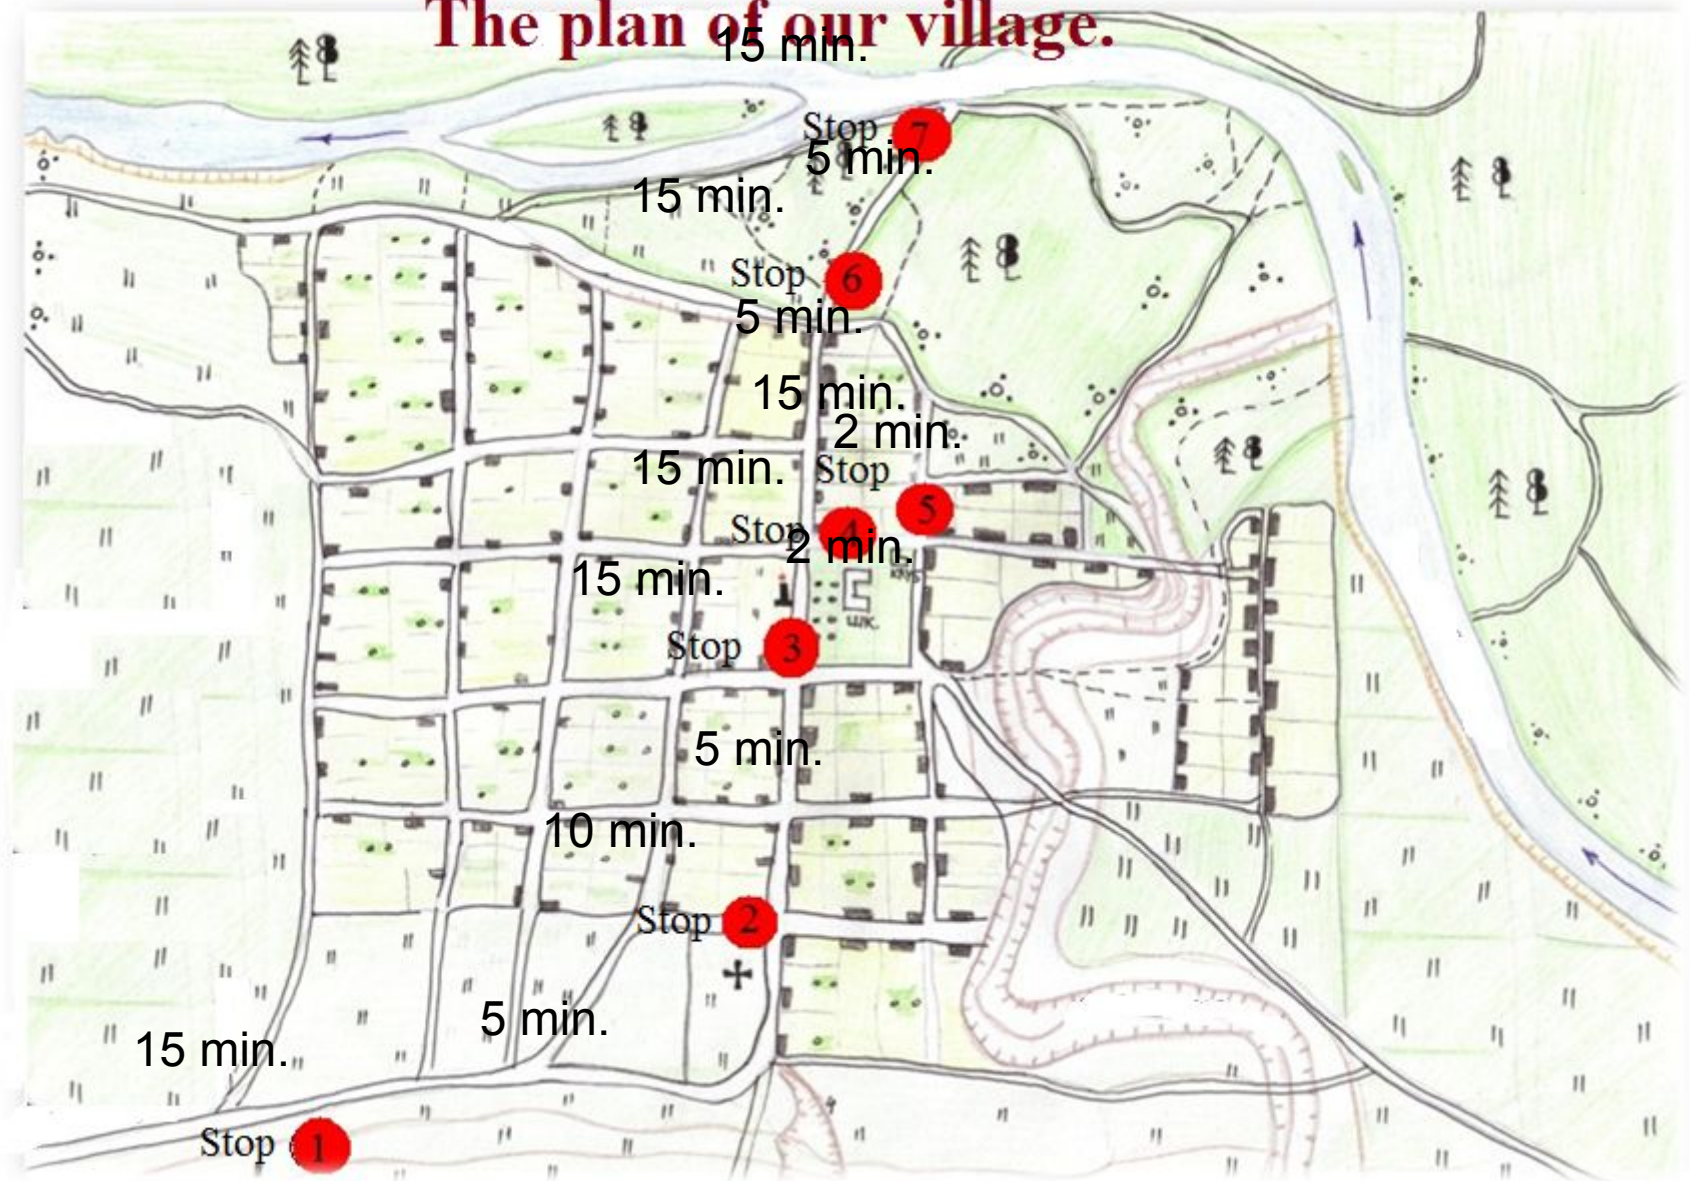 The plan of our village.
15 min.
Stop 7
5 min.
15 min.
Stop 6
5 min.
15 min.
2 min.
15 min.
Stop 5
Stop 4
2 min.
15 min.
клуб
шк.
Stop 3
5 min.
10 min.
Stop 2
5 min.
15 min.
Stop 1